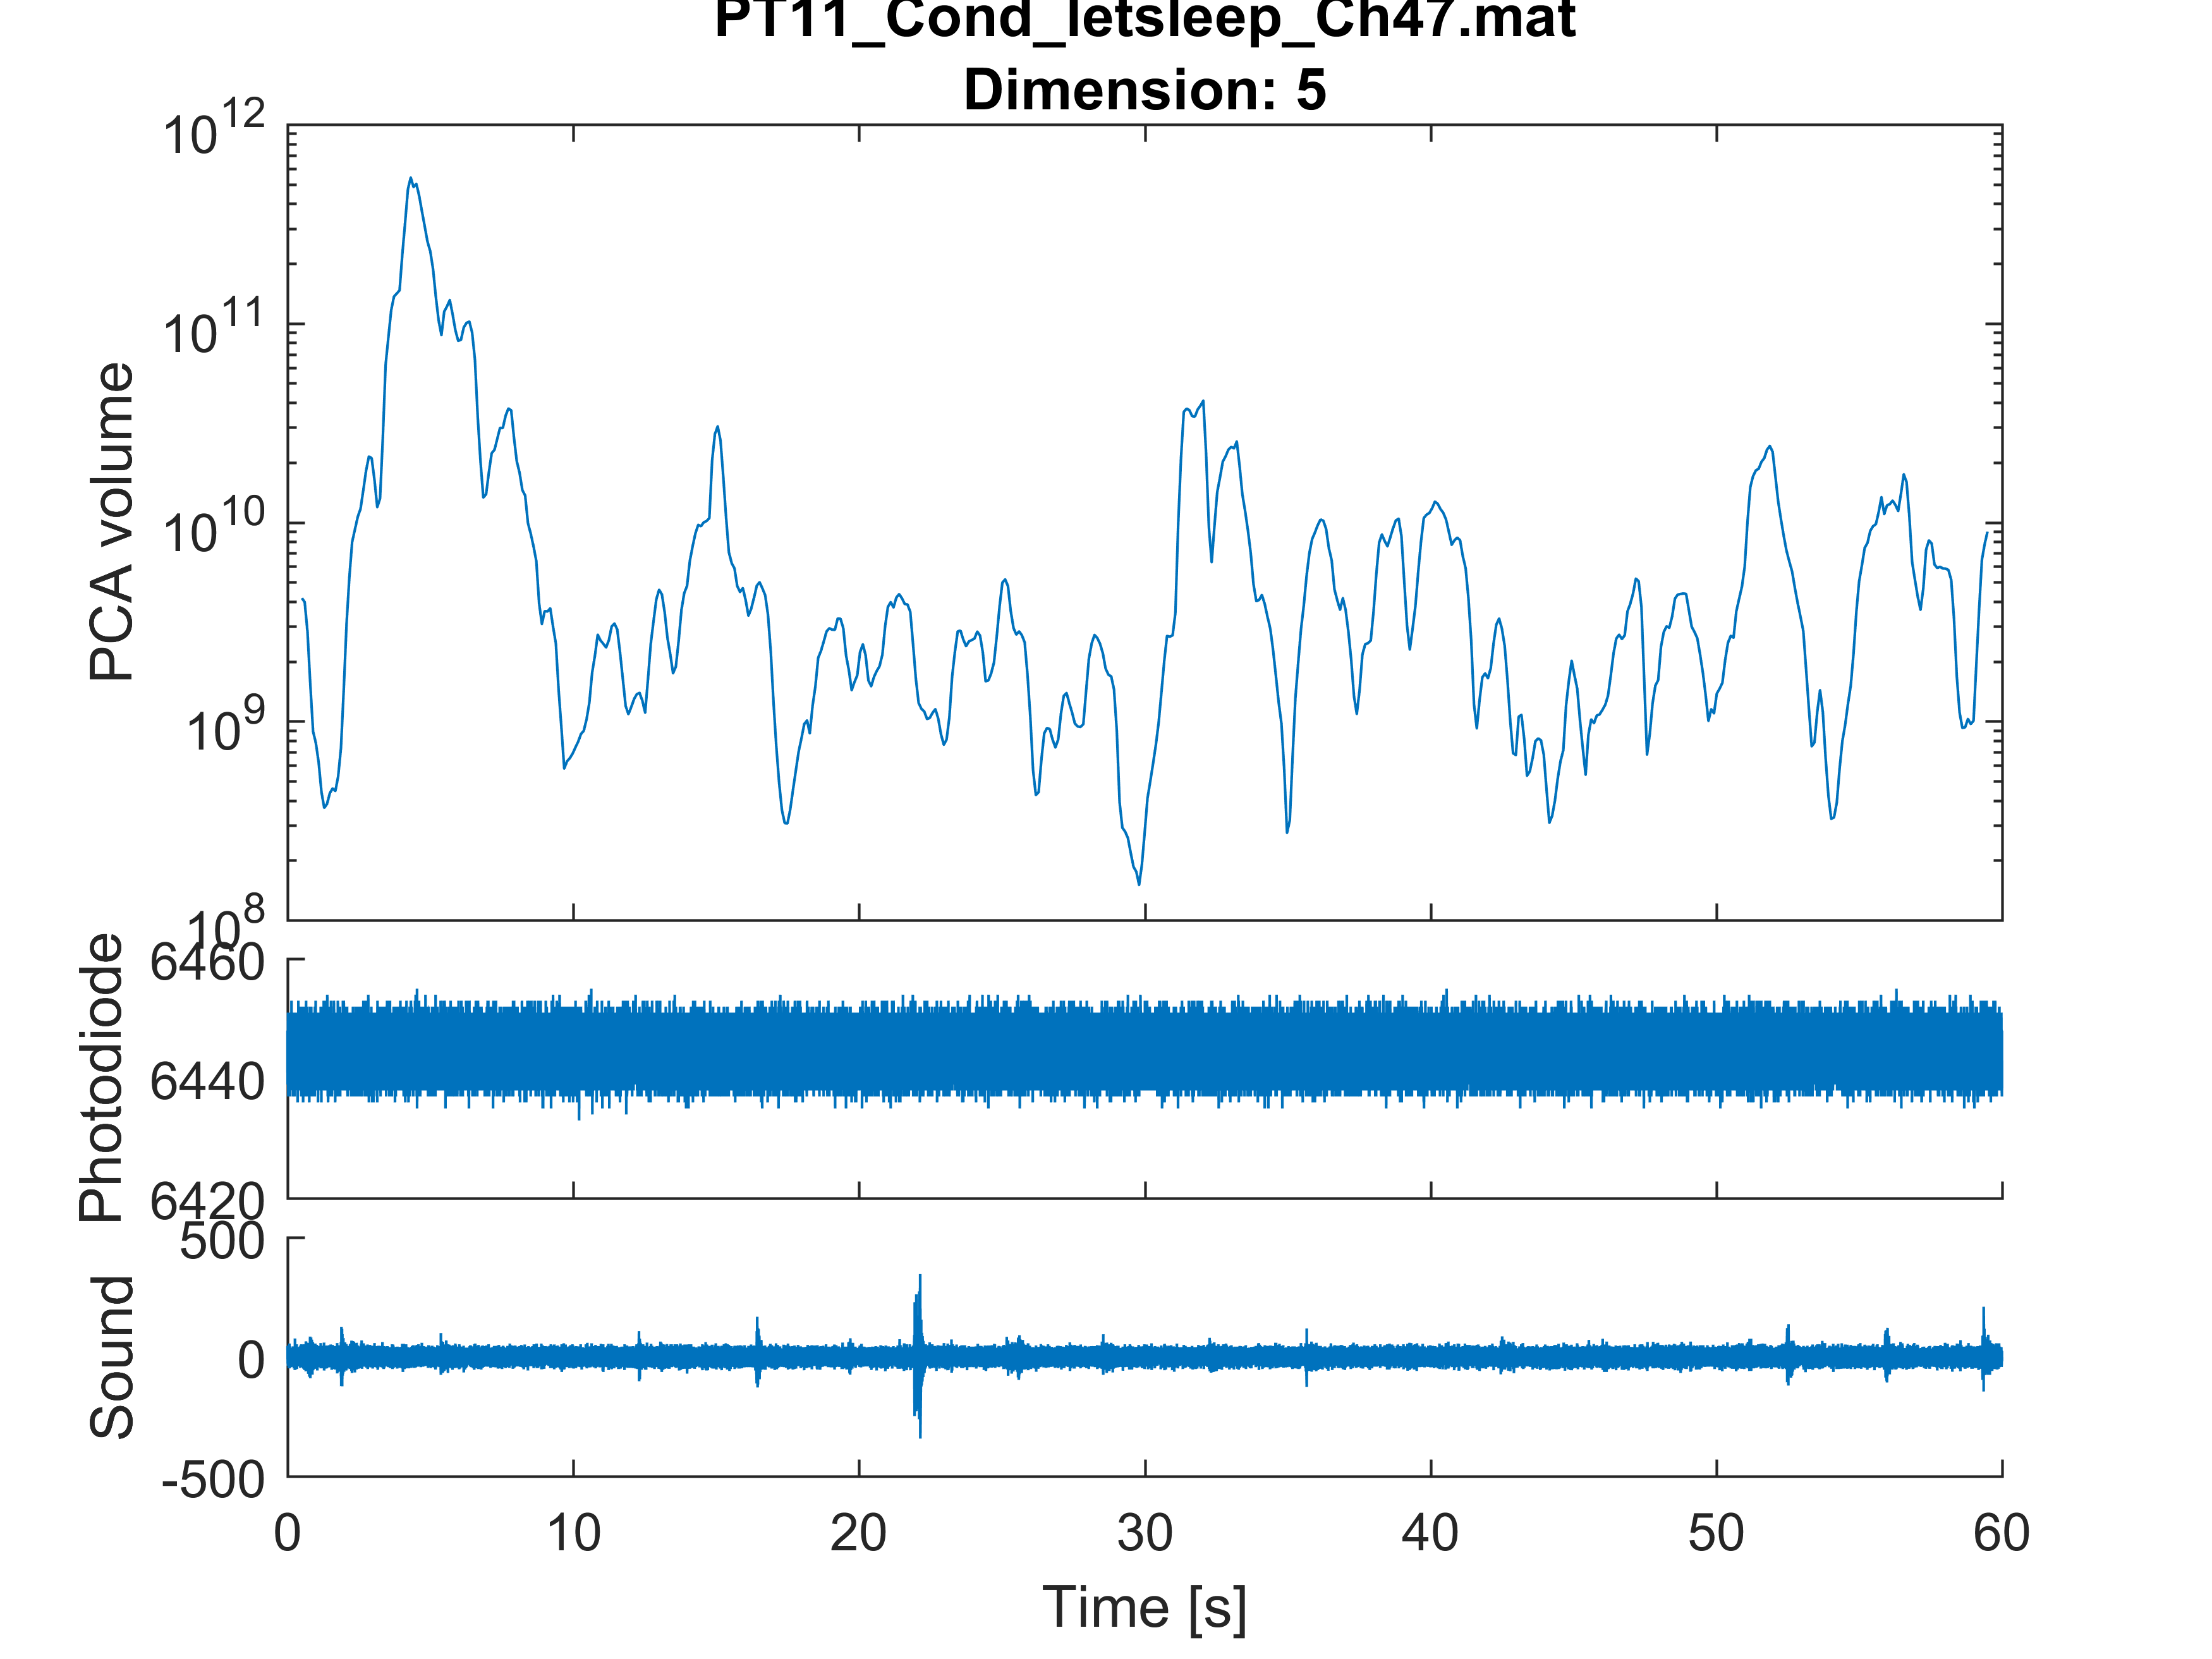 PT11_Cond_letsleep_Ch47.mat
Dimension: 5
10^12
10^11
10^10
10^9
10^8
PCA volume
6460
6440
6420
Photodiode
500
0
-500
Sound
0 10 20 30 40 50 60
Time [s]